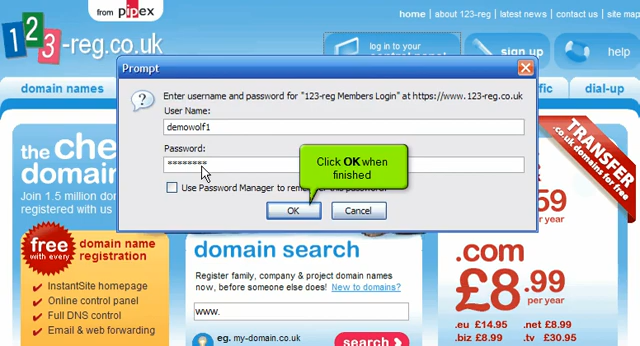 from pipex
home | about 123-reg | latest news | contact us | site map
123-reg.co.uk
log in to your
control panel
sign up
help
Prompt
domain names
dial-up
Enter username and password for "123-reg Members Login" at https://www.123-reg.co.uk
User Name:
demowolf1
Password:
********
Click OK when
finished
Use Password Manager to remember this password.
OK
Cancel
the
domain
Join 1.5 million
registered with us
TRANSFER
.co.uk domains for free
.59
per year
free
with every
domain name
registration
InstantSite homepage
Online control panel
Full DNS control
Email & web forwarding
domain search
Register family, company & project domain names
now, before someone else does! New to domains?
www.
eg. my-domain.co.uk
search
.com
£8.99
per year
.eu £14.95 .net £8.99
.biz £8.99 .tv £30.95